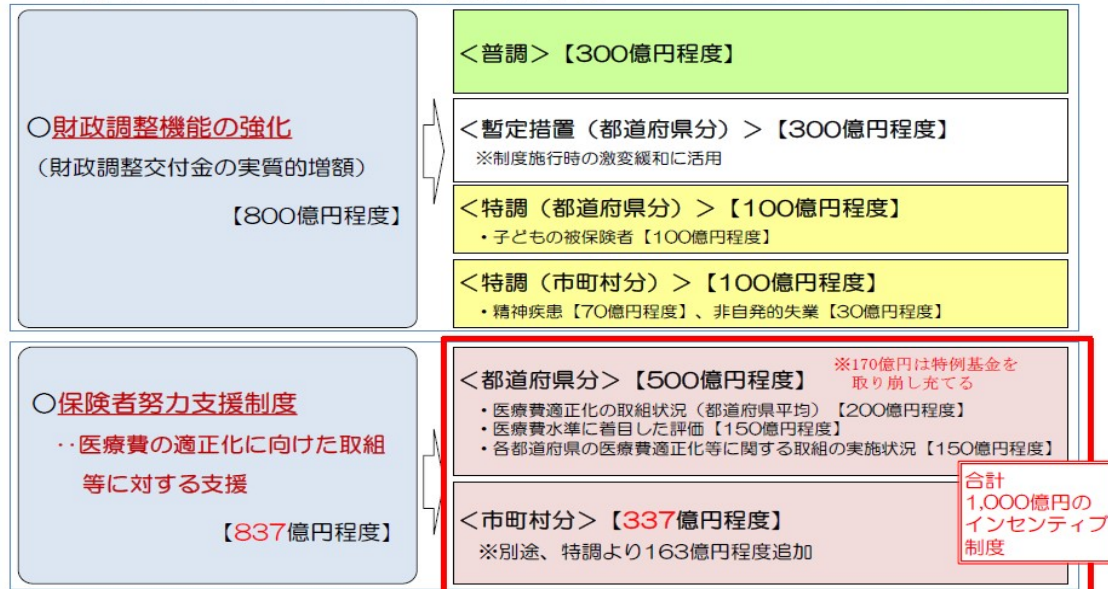 ○財政調整機能の強化
（財政調整交付金の実質的増額）
【800億円程度】
＜普調＞【300億円程度】
＜暫定措置（都道府県分）＞【300億円程度】
※制度施行時の激変緩和に活用
＜特調（都道府県分）＞【100億円程度】
・子どもの被保険者【100億円程度】
＜特調（市町村分）＞【100億円程度】
・精神疾患【70億円程度】、非自発的失業【30億円程度】
○保険者努力支援制度
‥医療費の適正化に向けた取組
等に対する支援
【837億円程度】
＜都道府県分＞【500億円程度】
※170億円は特例基金を
取り崩し充てる
・医療費適正化の取組状況（都道府県平均）【200億円程度】
・医療費水準に着目した評価【150億円程度】
・各都道府県の医療費適正化等に関する取組の実施状況【150億円程度】
＜市町村分＞【337億円程度】
※別途、特調より163億円程度追加
合計
1,000億円の
インセンティブ
制度